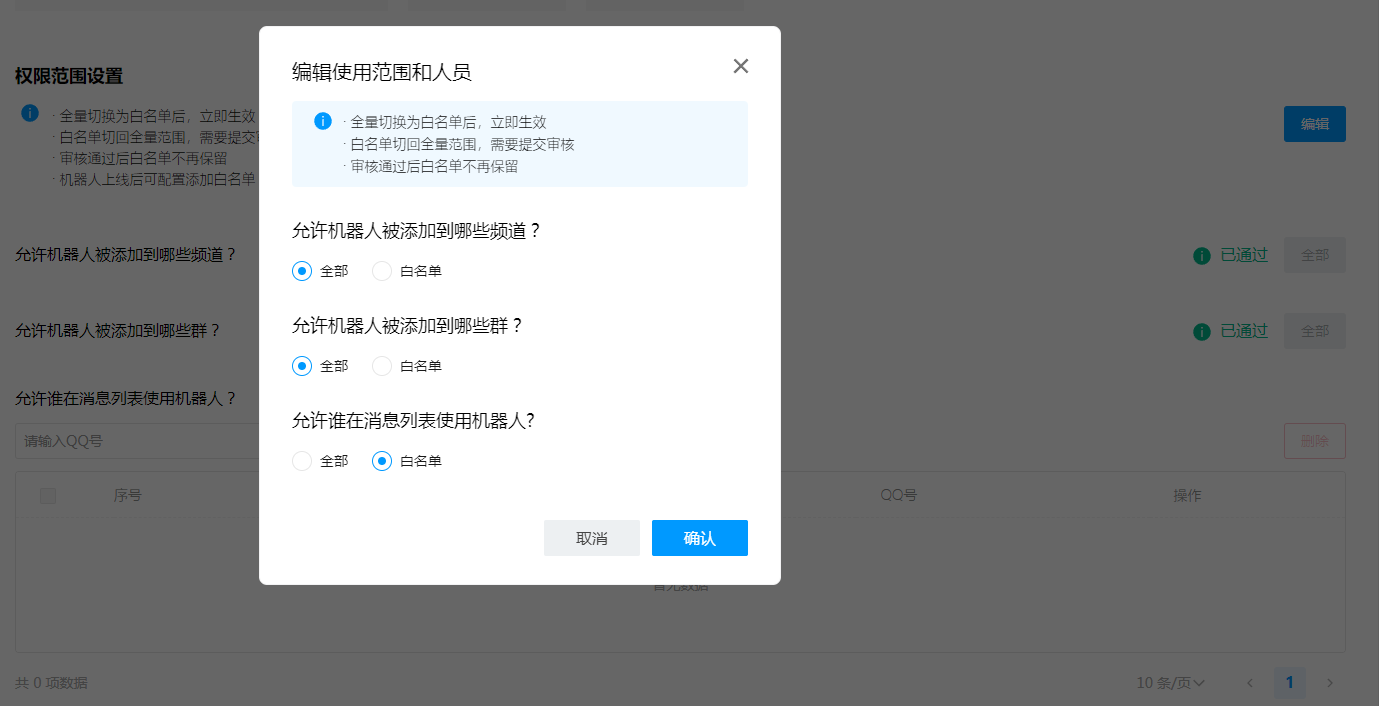 权限范围设置
· 全量切换为白名单后，立即生效
· 白名单切回全量范围，需要提交
· 审核通过后白名单不再保留
· 机器人上线后可配置添加白名单
编辑
允许机器人被添加到哪些频道？
已通过
全部
允许机器人被添加到哪些群？
已通过
全部
允许谁在消息列表使用机器人？
请输入QQ号
删除
序号
QQ号
操作
共 0 项数据
10 条/页
1
编辑使用范围和人员
· 全量切换为白名单后，立即生效
· 白名单切回全量范围，需要提交审核
· 审核通过后白名单不再保留
允许机器人被添加到哪些频道？
全部 白名单
允许机器人被添加到哪些群？
全部 白名单
允许谁在消息列表使用机器人?
全部 白名单
取消
确认